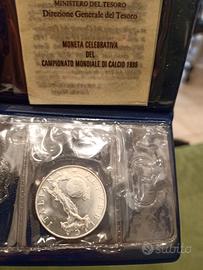 MINISTERO DEL TESORO
Direzione Generale del Tesoro
MONETA CELEBRATIVA
DEL
CAMPIONATO MONDIALE DI CALCIO 1990
subito